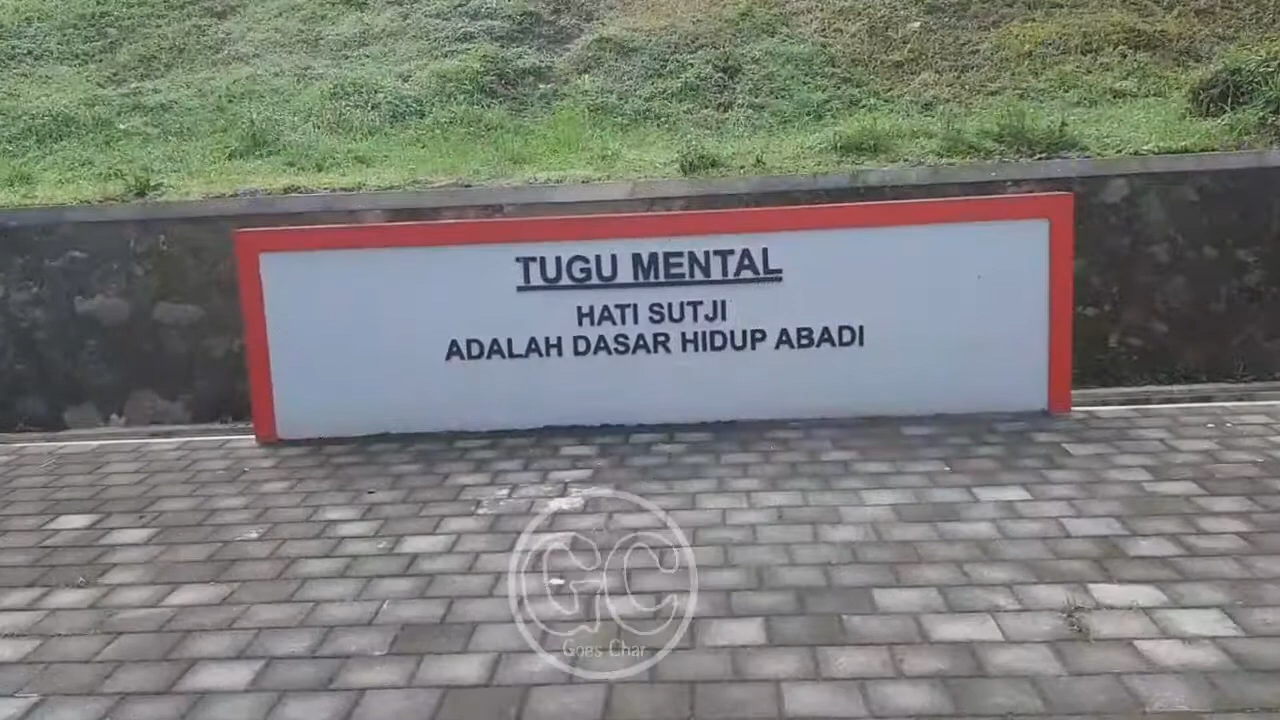 TUGU MENTAL
HATI SUTJI
ADALAH DASAR HIDUP ABADI
GC
Goes Char